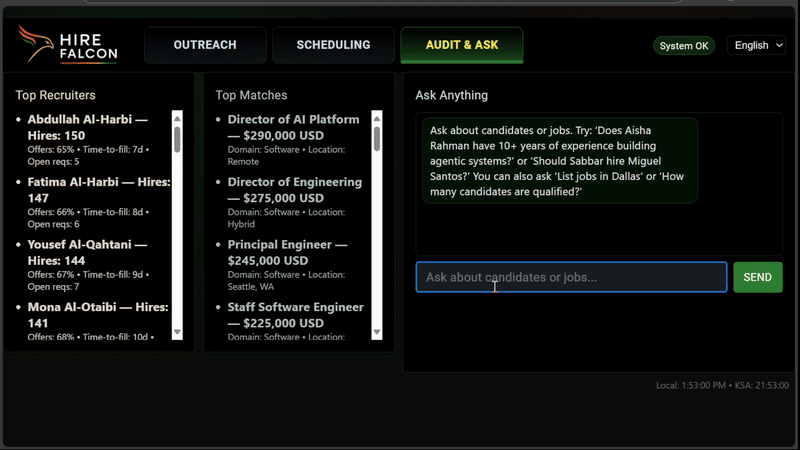 HIRE
FALCON
OUTREACH
SCHEDULING
AUDIT & ASK
System OK
English
Top Recruiters
Abdullah Al-Harbi —
Hires: 150
Offers: 65% • Time-to-fill: 7d •
Open reqs: 5
Fatima Al-Harbi — Hires:
147
Offers: 66% • Time-to-fill: 8d •
Open reqs: 6
Yousef Al-Qahtani —
Hires: 144
Offers: 67% • Time-to-fill: 9d •
Open reqs: 7
Mona Al-Otaibi — Hires:
141
Offers: 68% • Time-to-fill: 10d •
Top Matches
Director of AI Platform
— $290,000 USD
Domain: Software • Location:
Remote
Director of Engineering
— $275,000 USD
Domain: Software • Location:
Hybrid
Principal Engineer —
$245,000 USD
Domain: Software • Location:
Seattle, WA
Staff Software Engineer
— $225,000 USD
Domain: Software • Location:
Ask Anything
Ask about candidates or jobs. Try: ‘Does Aisha
Rahman have 10+ years of experience building
agentic systems?’ or ‘Should Sabbar hire Miguel
Santos?’ You can also ask ‘List jobs in Dallas’ or ‘How
many candidates are qualified?’
Ask about candidates or jobs...
SEND
Local: 1:53:00 PM • KSA: 21:53:00